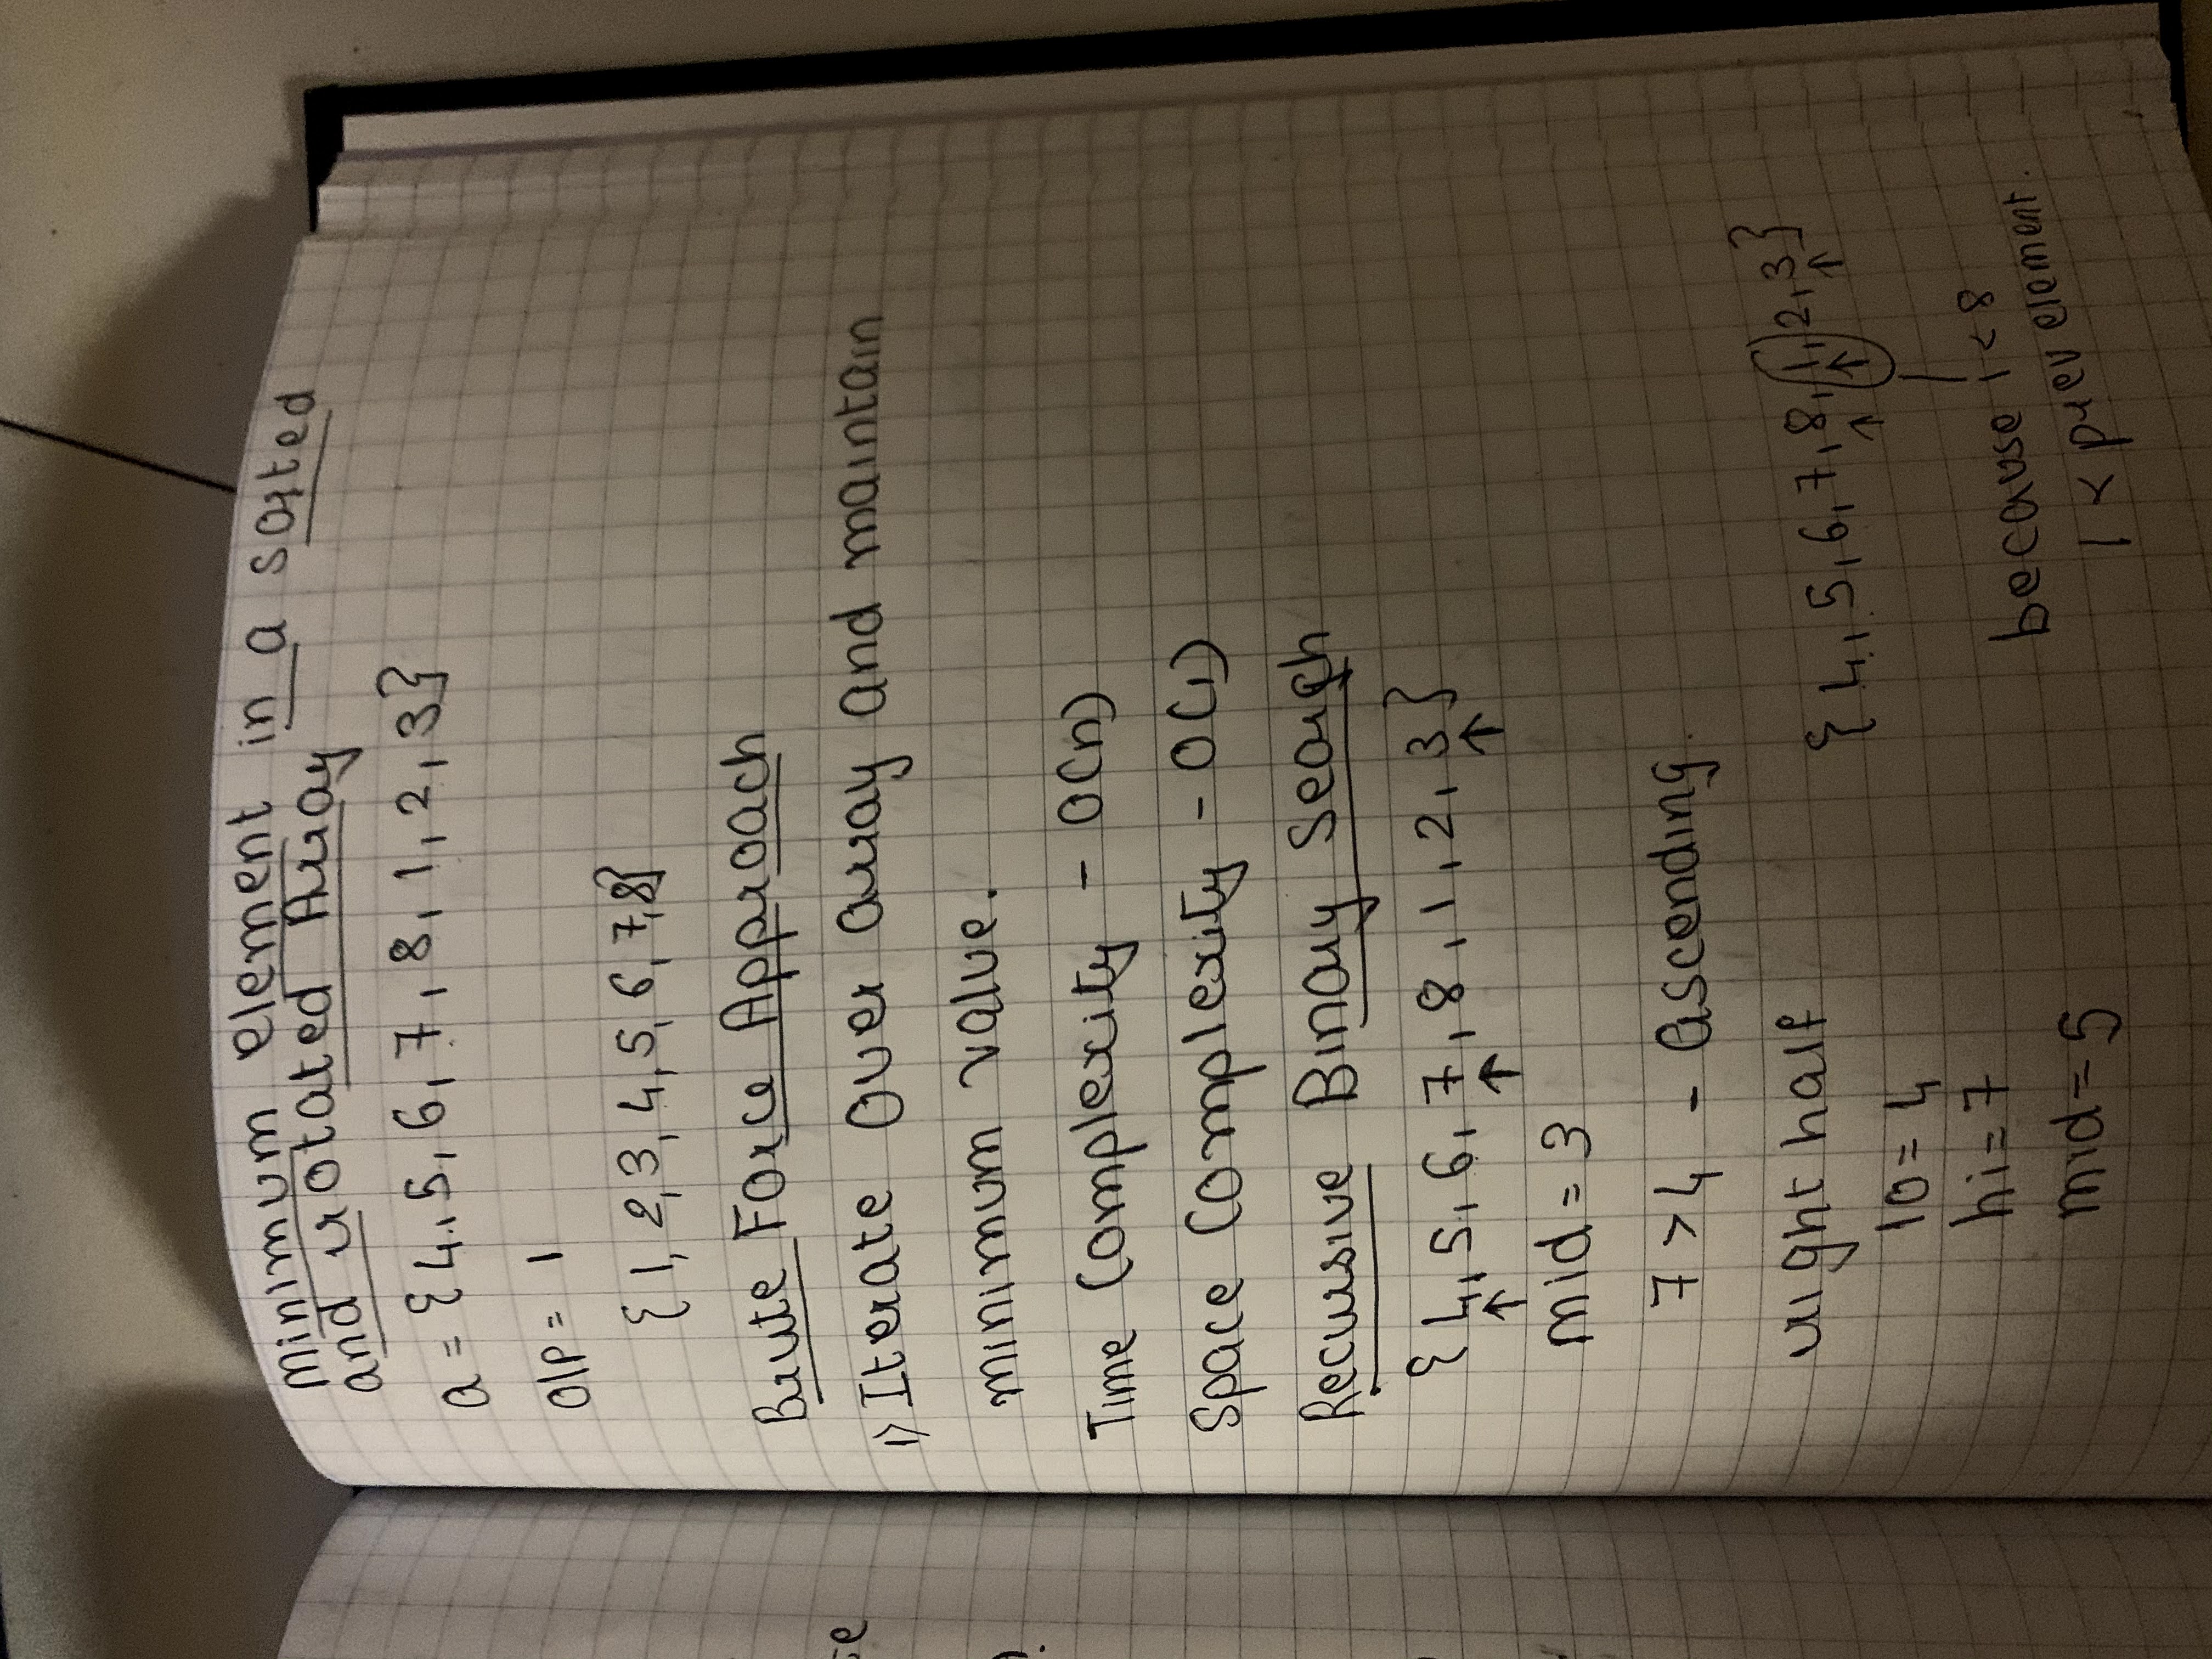 Minimum element in a sorted
and rotated Array
a = {4, 5, 6, 7, 8, 1, 2, 3}
O/P = 1
{1, 2, 3, 4, 5, 6, 7, 8}
Brute Force Approach
1) Iterate over array and maintain
minimum value.
Time Complexity - O(n)
Space Complexity - O(1)
Recursive Binary Search
{4, 5, 6, 7, 8, 1, 2, 3}
↑ ↑ ↑
mid = 3
7 > 4 - ascending.
right half
{4, 5, 6, 7, 8, 1, 2, 3}
↑ ↑ ↑
lo = 4
hi = 7
because 1 < 8
mid = 5
1 < prev element.